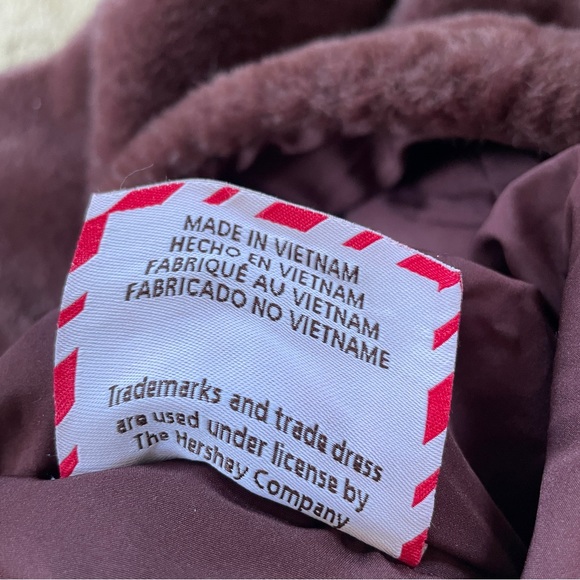 MADE IN VIETNAM
HECHO EN VIETNAM
FABRIQUÉ AU VIETNAM
FABRICADO NO VIETNAME
Trademarks and trade dress
are used under license by
The Hershey Company